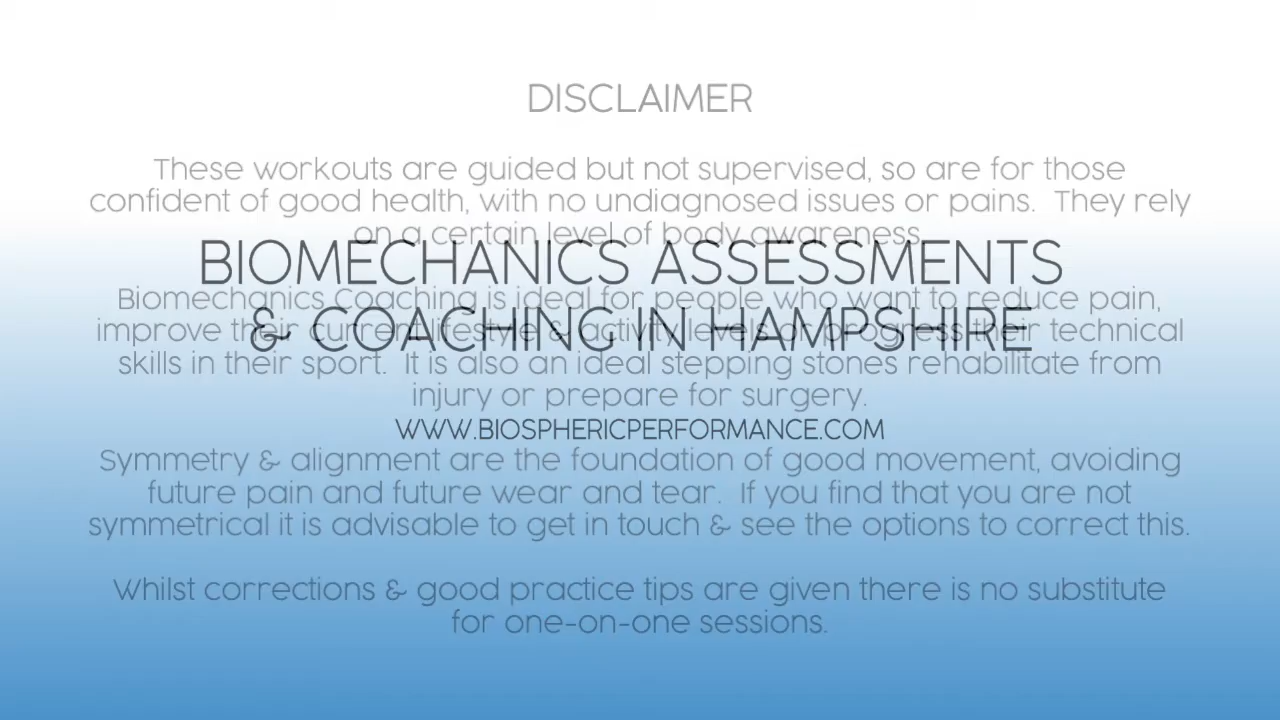 DISCLAIMER
These workouts are guided but not supervised, so are for those
confident of good health, with no undiagnosed issues or pains. They rely
on a certain level of body awareness.
BIOMECHANICS ASSESSMENTS
& COACHING IN HAMPSHIRE
Biomechanics Coaching is ideal for people who want to reduce pain,
improve their current lifestyle & activity levels or progress their technical
skills in their sport. It is also an ideal stepping stones rehabilitate from
injury or prepare for surgery.
WWW.BIOSPHERICPERFORMANCE.COM
Symmetry & alignment are the foundation of good movement, avoiding
future pain and future wear and tear. If you find that you are not
symmetrical it is advisable to get in touch & see the options to correct this.
Whilst corrections & good practice tips are given there is no substitute
for one-on-one sessions.